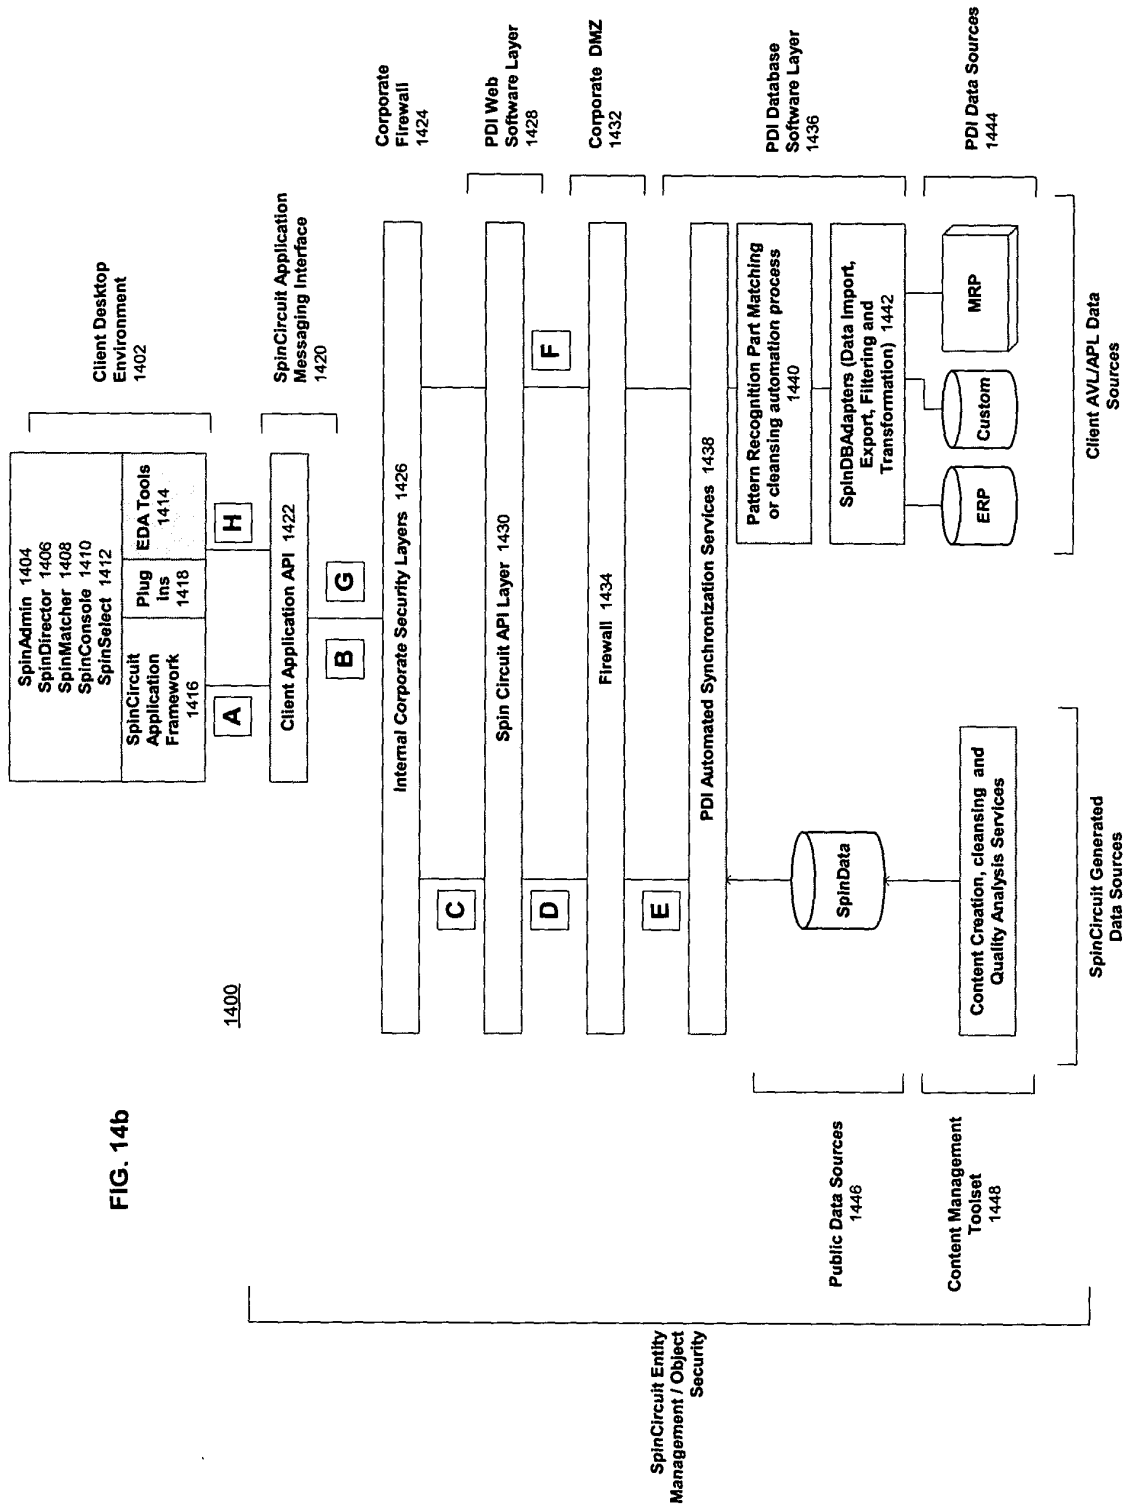 FIG. 14b
1400
SpinAdmin 1404
SpinDirector 1406
SpinMatcher 1408
SpinConsole 1410
SpinSelect 1412
SpinCircuit
Application
Framework
1416
Plug
ins
1418
EDA Tools
1414
Client Desktop
Environment
1402
A
H
Client Application API 1422
SpinCircuit Application
Messaging Interface
1420
B
G
Internal Corporate Security Layers 1426
Corporate
Firewall
1424
C
Spin Circuit API Layer 1430
PDI Web
Software Layer
1428
D
F
Firewall 1434
Corporate DMZ
1432
E
PDI Automated Synchronization Services 1438
Pattern Recognition Part Matching
or cleansing automation process
1440
SpinDBAdapters (Data Import,
Export, Filtering and
Transformation) 1442
PDI Database
Software Layer
1436
SpinData
Public Data Sources
1446
ERP
Custom
MRP
PDI Data Sources
1444
Content Creation, cleansing and
Quality Analysis Services
Content Management
Toolset
1448
SpinCircuit Generated
Data Sources
Client AVL/APL Data
Sources
SpinCircuit Entity
Management / Object
Security